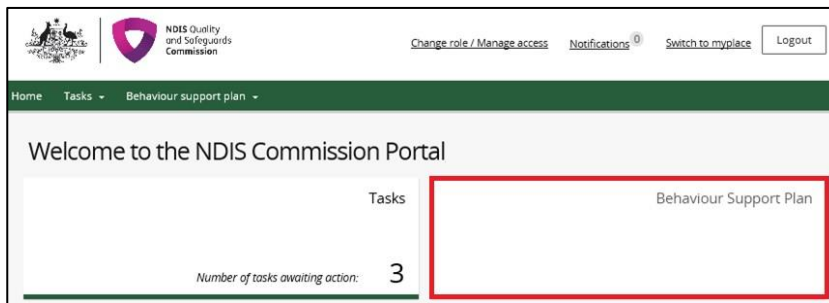 NDIS Quality
and Safeguards
Commission
Change role / Manage access Notifications 0 Switch to myplace Logout
Home Tasks Behaviour support plan
Welcome to the NDIS Commission Portal
Tasks
Number of tasks awaiting action: 3
Behaviour Support Plan